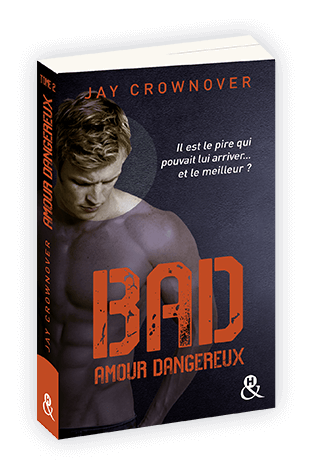 JAY CROWNOVER
Il est le pire qui
pouvait lui arriver...
et le meilleur ?
BAD
AMOUR DANGEREUX
H&
TOME 2
AMOUR DANGEREUX
JAY CROWNOVER
H&